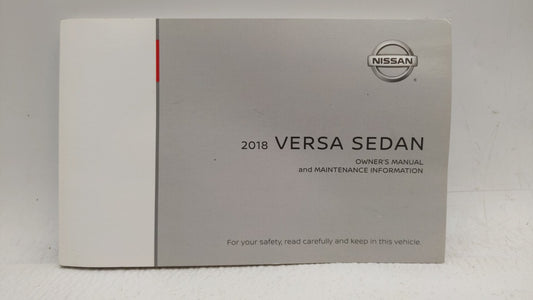 NISSAN
2018 VERSA SEDAN
OWNER'S MANUAL
and MAINTENANCE INFORMATION
For your safety, read carefully and keep in this vehicle.